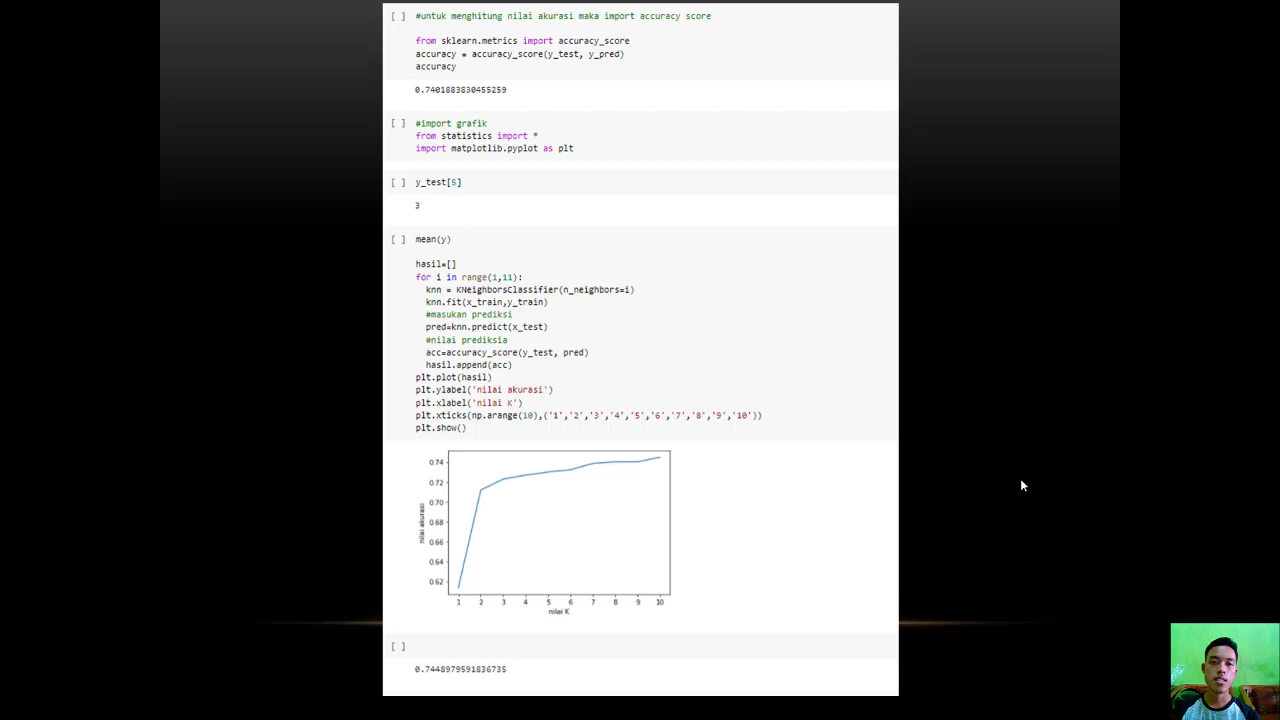 [ ] #untuk menghitung nilai akurasi maka import accuracy score
from sklearn.metrics import accuracy_score
accuracy = accuracy_score(y_test, y_pred)
accuracy
0.7401883830455259
[ ] #import grafik
from statistics import *
import matplotlib.pyplot as plt
[ ] y_test[5]
3
[ ] mean(y)
hasil=[]
for i in range(1,11):
knn = KNeighborsClassifier(n_neighbors=i)
knn.fit(x_train,y_train)
#masukan prediksi
pred=knn.predict(x_test)
#nilai prediksia
acc=accuracy_score(y_test, pred)
hasil.append(acc)
plt.plot(hasil)
plt.ylabel('nilai akurasi')
plt.xlabel('nilai K')
plt.xticks(np.arange(10),('1','2','3','4','5','6','7','8','9','10'))
plt.show()
nilai akurasi
0.74
0.72
0.70
0.68
0.66
0.64
0.62
1 2 3 4 5 6 7 8 9 10
nilai K
[ ]
0.7448979591836735